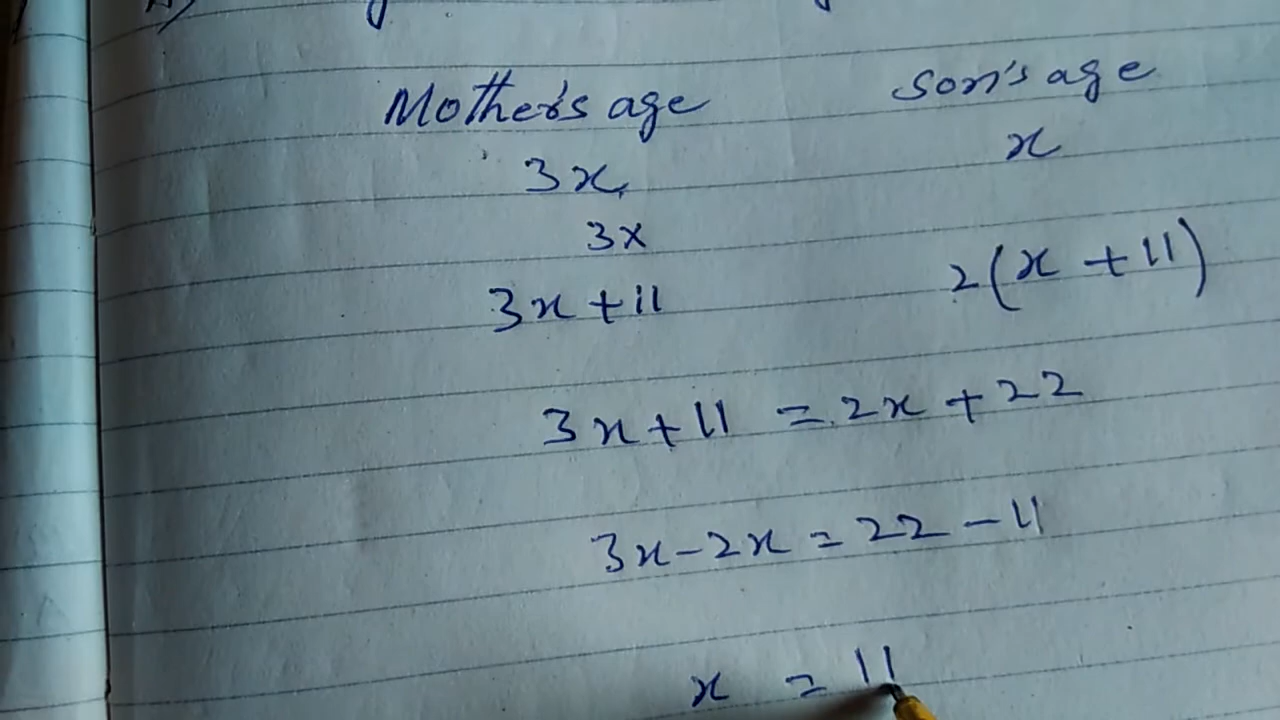 Mother's age son's age
3x x
3x
3x + 11 2(x + 11)
3x + 11 = 2x + 22
3x - 2x = 22 - 11
x = 11